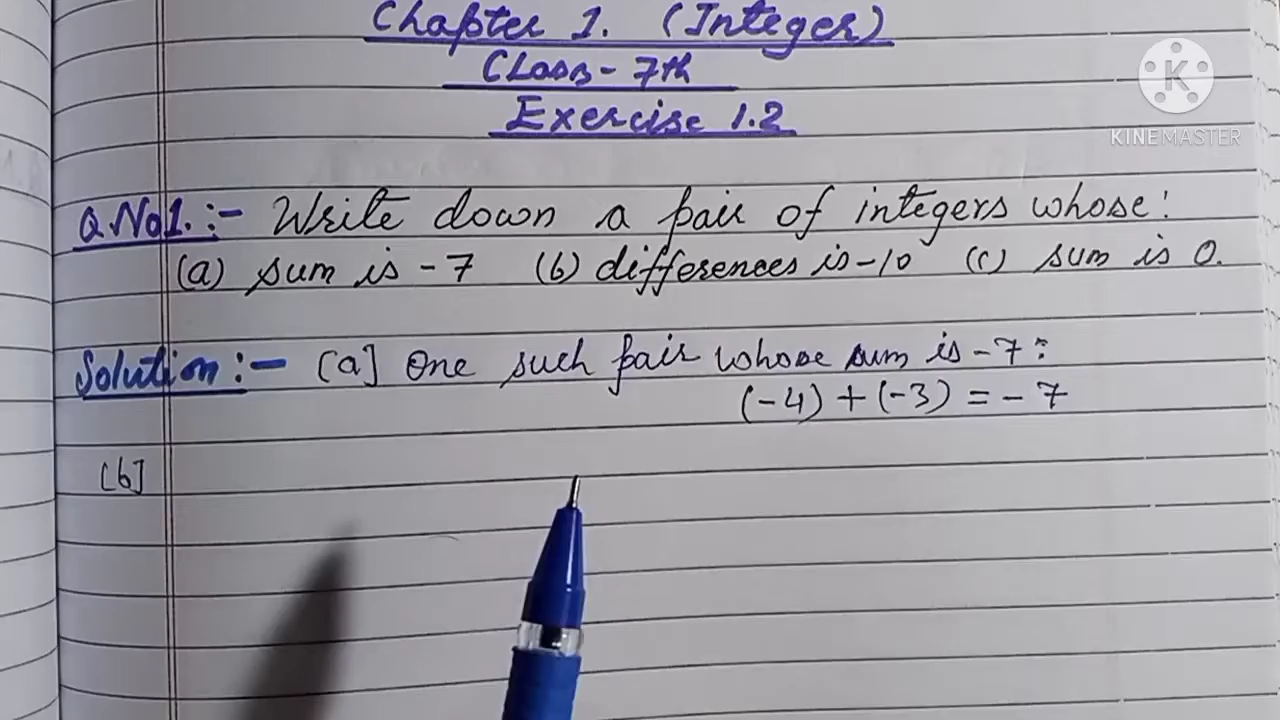 Chapter 1. (Integer)
Class - 7th
Exercise 1.2
K
KINEMASTER
Q.No1. :- Write down a pair of integers whose:
(a) sum is -7 (b) differences is -10 (c) sum is 0.
Solution :- [a] One such pair whose sum is -7:
(-4) + (-3) = -7
[b]